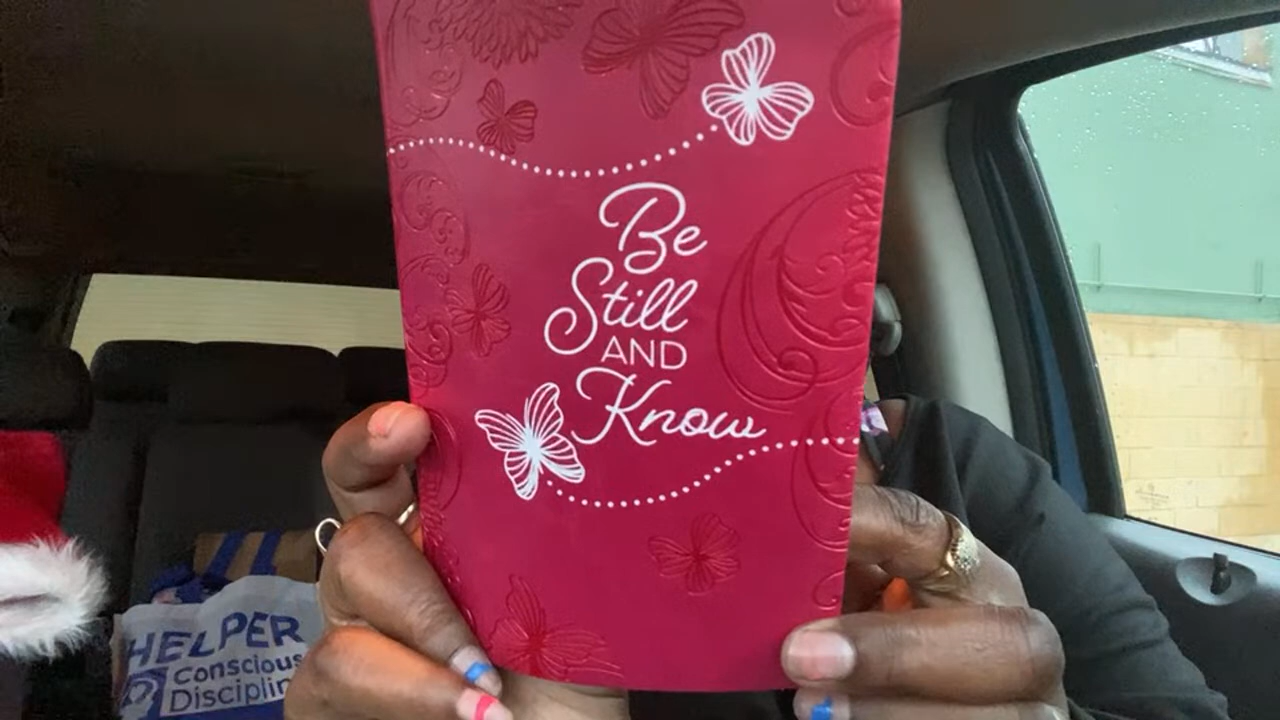 Be
Still
AND
Know
HELPER
Conscious
Disciplin